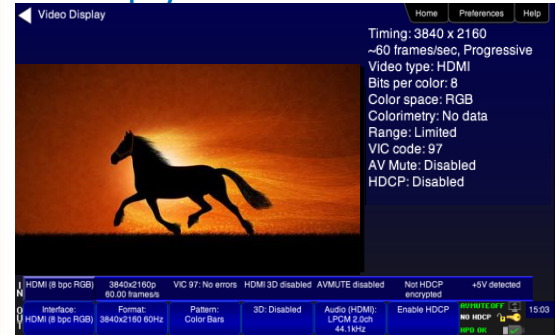 Video Display
Home Preferences Help
Timing: 3840 x 2160
~60 frames/sec, Progressive
Video type: HDMI
Bits per color: 8
Color space: RGB
Colorimetry: No data
Range: Limited
VIC code: 97
AV Mute: Disabled
HDCP: Disabled
IN
HDMI (8 bpc RGB)
3840x2160p
60.00 frames/s
VIC 97: No errors
HDMI 3D disabled
AVMUTE disabled
Not HDCP
encrypted
+5V detected
OUT
Interface:
HDMI (8 bpc RGB)
Format:
3840x2160 60Hz
Pattern:
Color Bars
3D: Disabled
Audio (HDMI):
LPCM 2.0ch
44.1kHz
Enable HDCP
AVMUTE OFF
NO HDCP
HPD OK
15:03